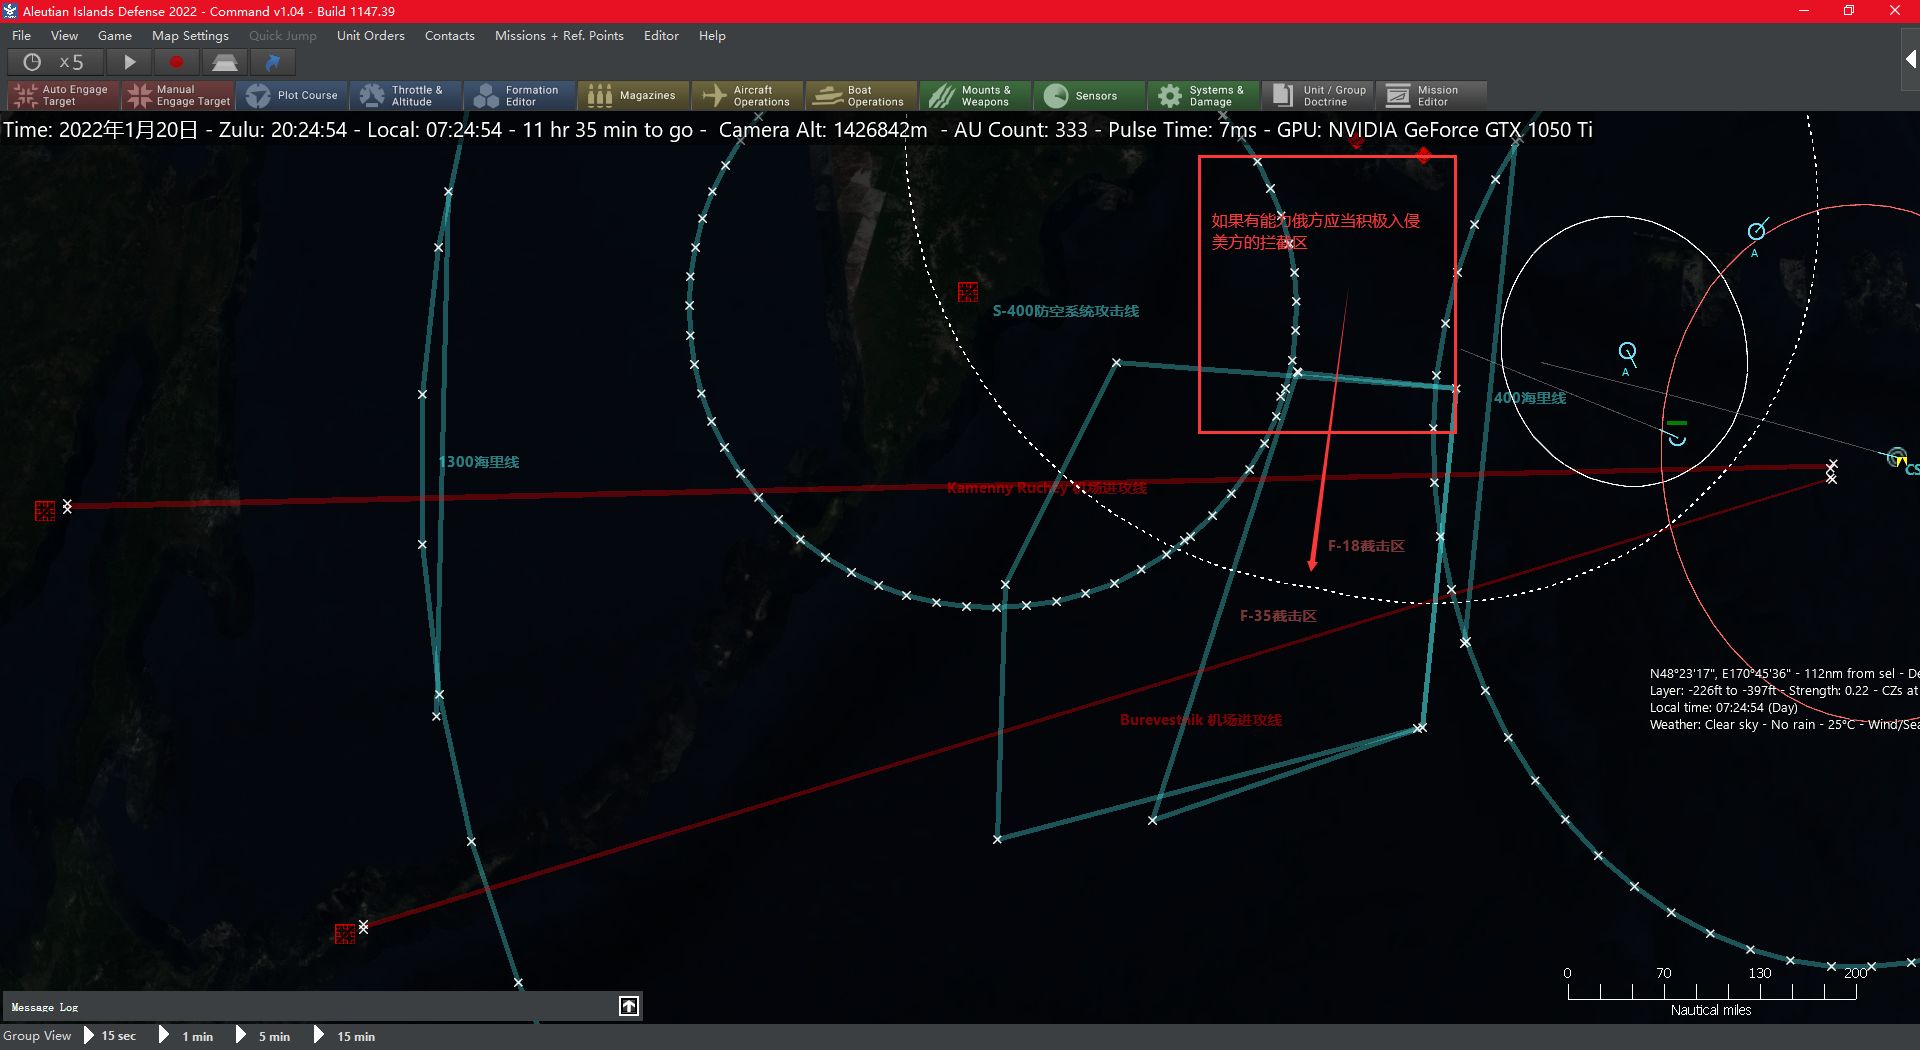 Aleutian Islands Defense 2022 - Command v1.04 - Build 1147.39
File View Game Map Settings Quick Jump Unit Orders Contacts Missions + Ref. Points Editor Help
x5
Auto Engage Target
Manual Engage Target
Plot Course
Throttle & Altitude
Formation Editor
Magazines
Aircraft Operations
Boat Operations
Mounts & Weapons
Sensors
Systems & Damage
Unit / Group Doctrine
Mission Editor
Time: 2022年1月20日 - Zulu: 20:24:54 - Local: 07:24:54 - 11 hr 35 min to go - Camera Alt: 1426842m - AU Count: 333 - Pulse Time: 7ms - GPU: NVIDIA GeForce GTX 1050 Ti
如果有能力俄方应当积极入侵
美方的拦截区
A
S-400防空系统攻击线
A
400海里线
1300海里线
CS
Kamenny Ruchey 机场进攻线
F-18截击区
F-35截击区
N48°23'17", E170°45'36" - 112nm from sel - De
Layer: -226ft to -397ft - Strength: 0.22 - CZs at
Local time: 07:24:54 (Day)
Weather: Clear sky - No rain - 25°C - Wind/Sea
Burevestnik 机场进攻线
0 70 130 200
Nautical miles
Message Log
Group View 15 sec 1 min 5 min 15 min